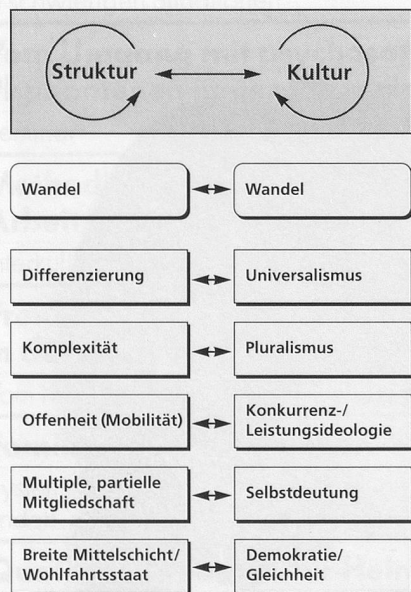 Struktur Kultur
Wandel Wandel
Differenzierung Universalismus
Komplexität Pluralismus
Offenheit (Mobilität) Konkurrenz-/
Leistungsideologie
Multiple, partielle
Mitgliedschaft Selbstdeutung
Breite Mittelschicht/ Demokratie/
Wohlfahrtsstaat Gleichheit